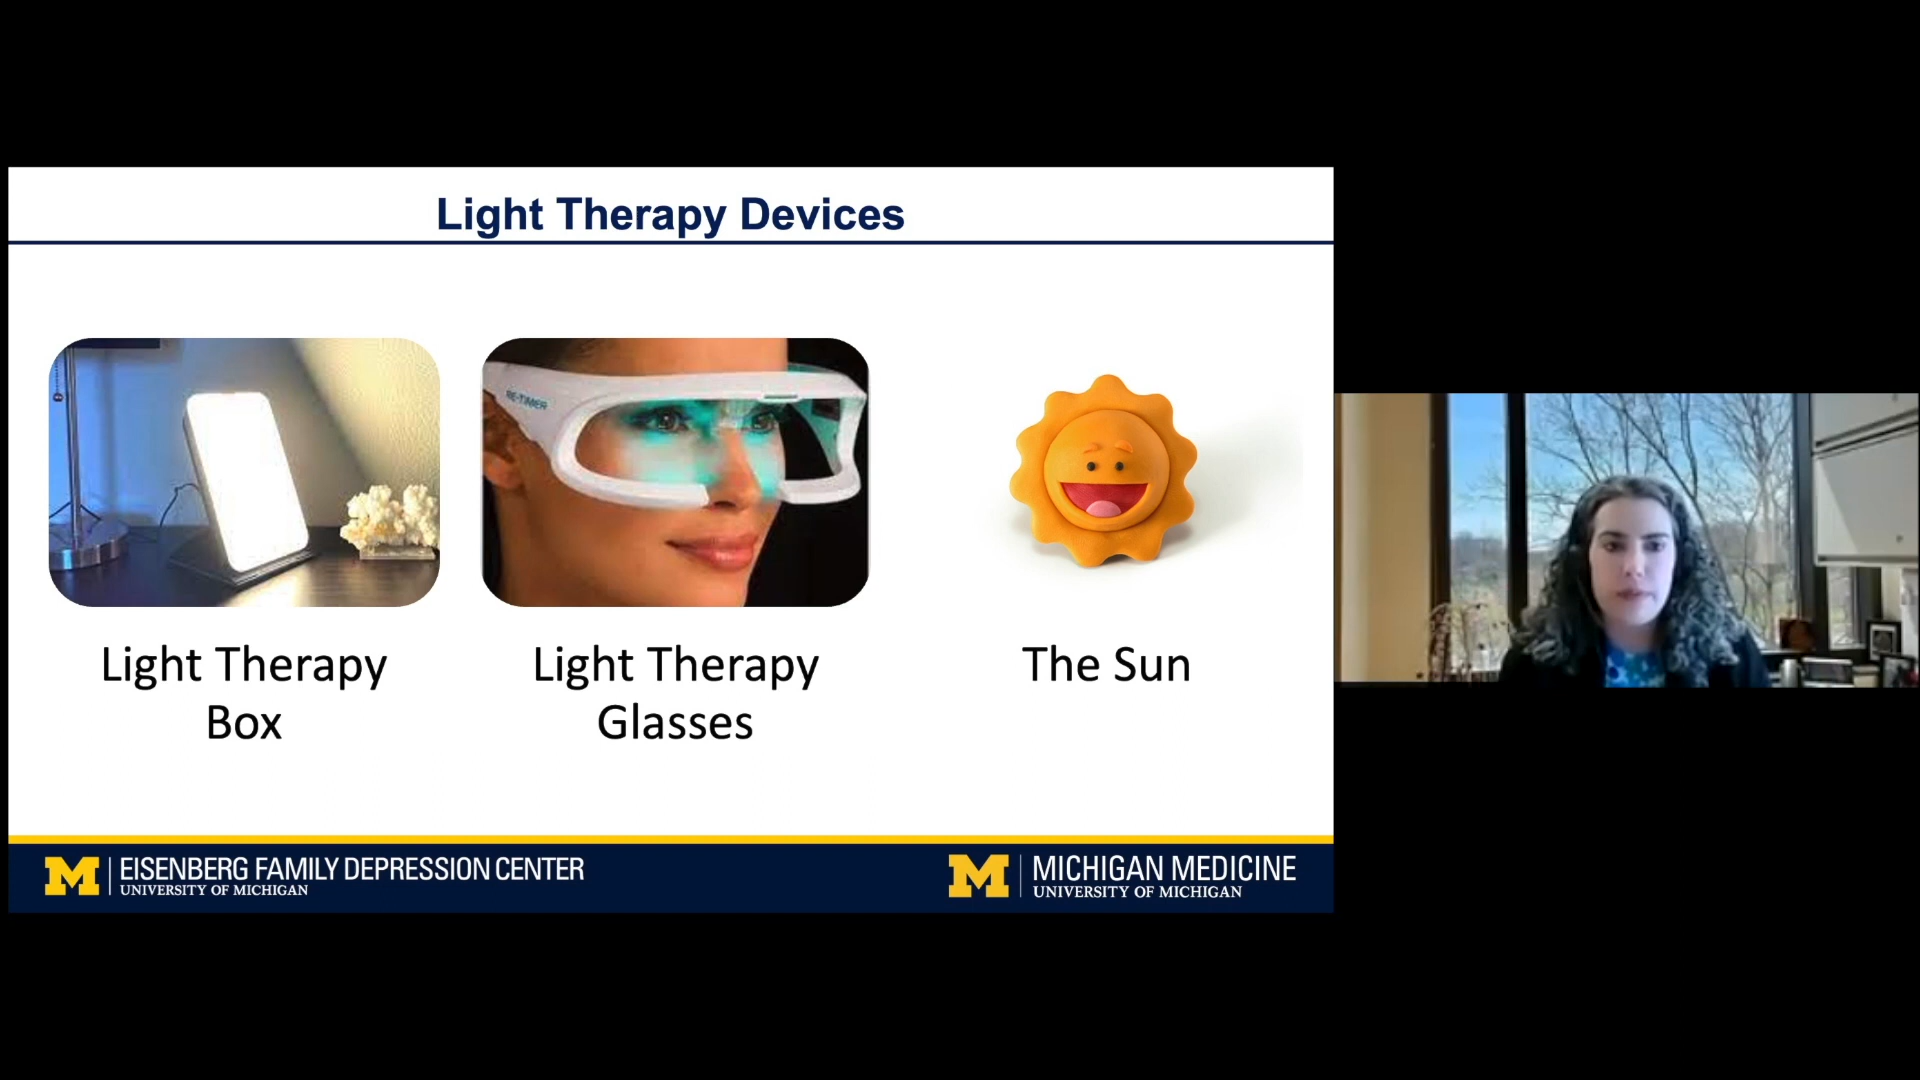 Light Therapy Devices
RE-TIMER
Light Therapy
Box
Light Therapy
Glasses
The Sun
M EISENBERG FAMILY DEPRESSION CENTER
UNIVERSITY OF MICHIGAN
M MICHIGAN MEDICINE
UNIVERSITY OF MICHIGAN